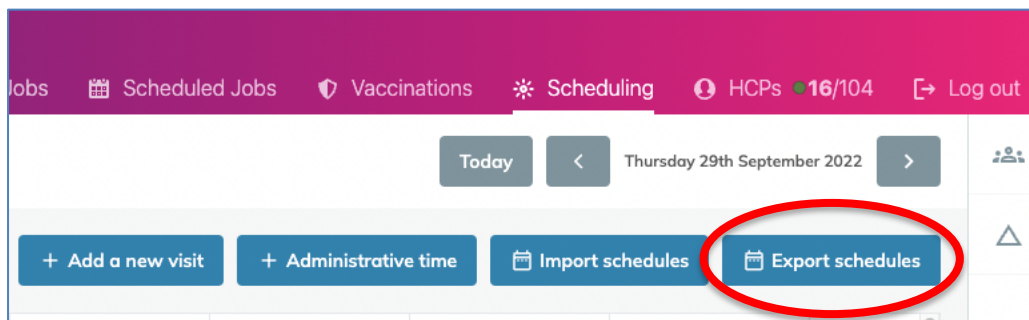 Jobs Scheduled Jobs Vaccinations Scheduling HCPs 16/104 Log out
Today < Thursday 29th September 2022 >
+ Add a new visit + Administrative time Import schedules Export schedules